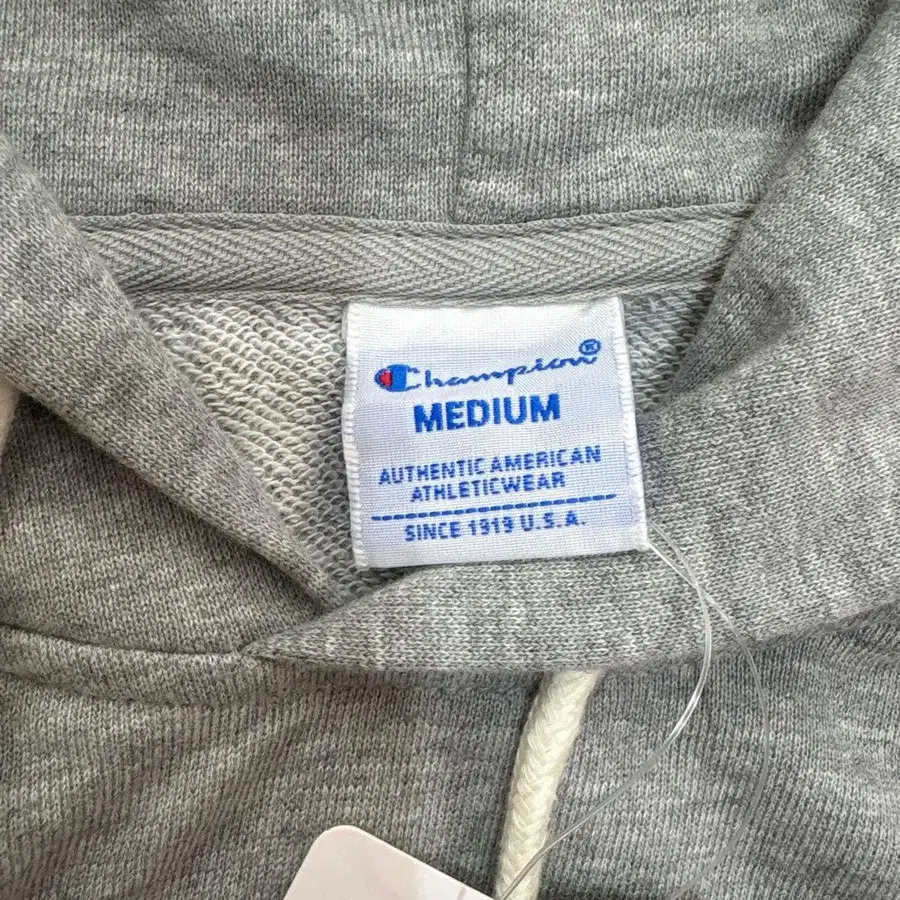 Champion®
MEDIUM
AUTHENTIC AMERICAN
ATHLETICWEAR
SINCE 1919 U.S.A.